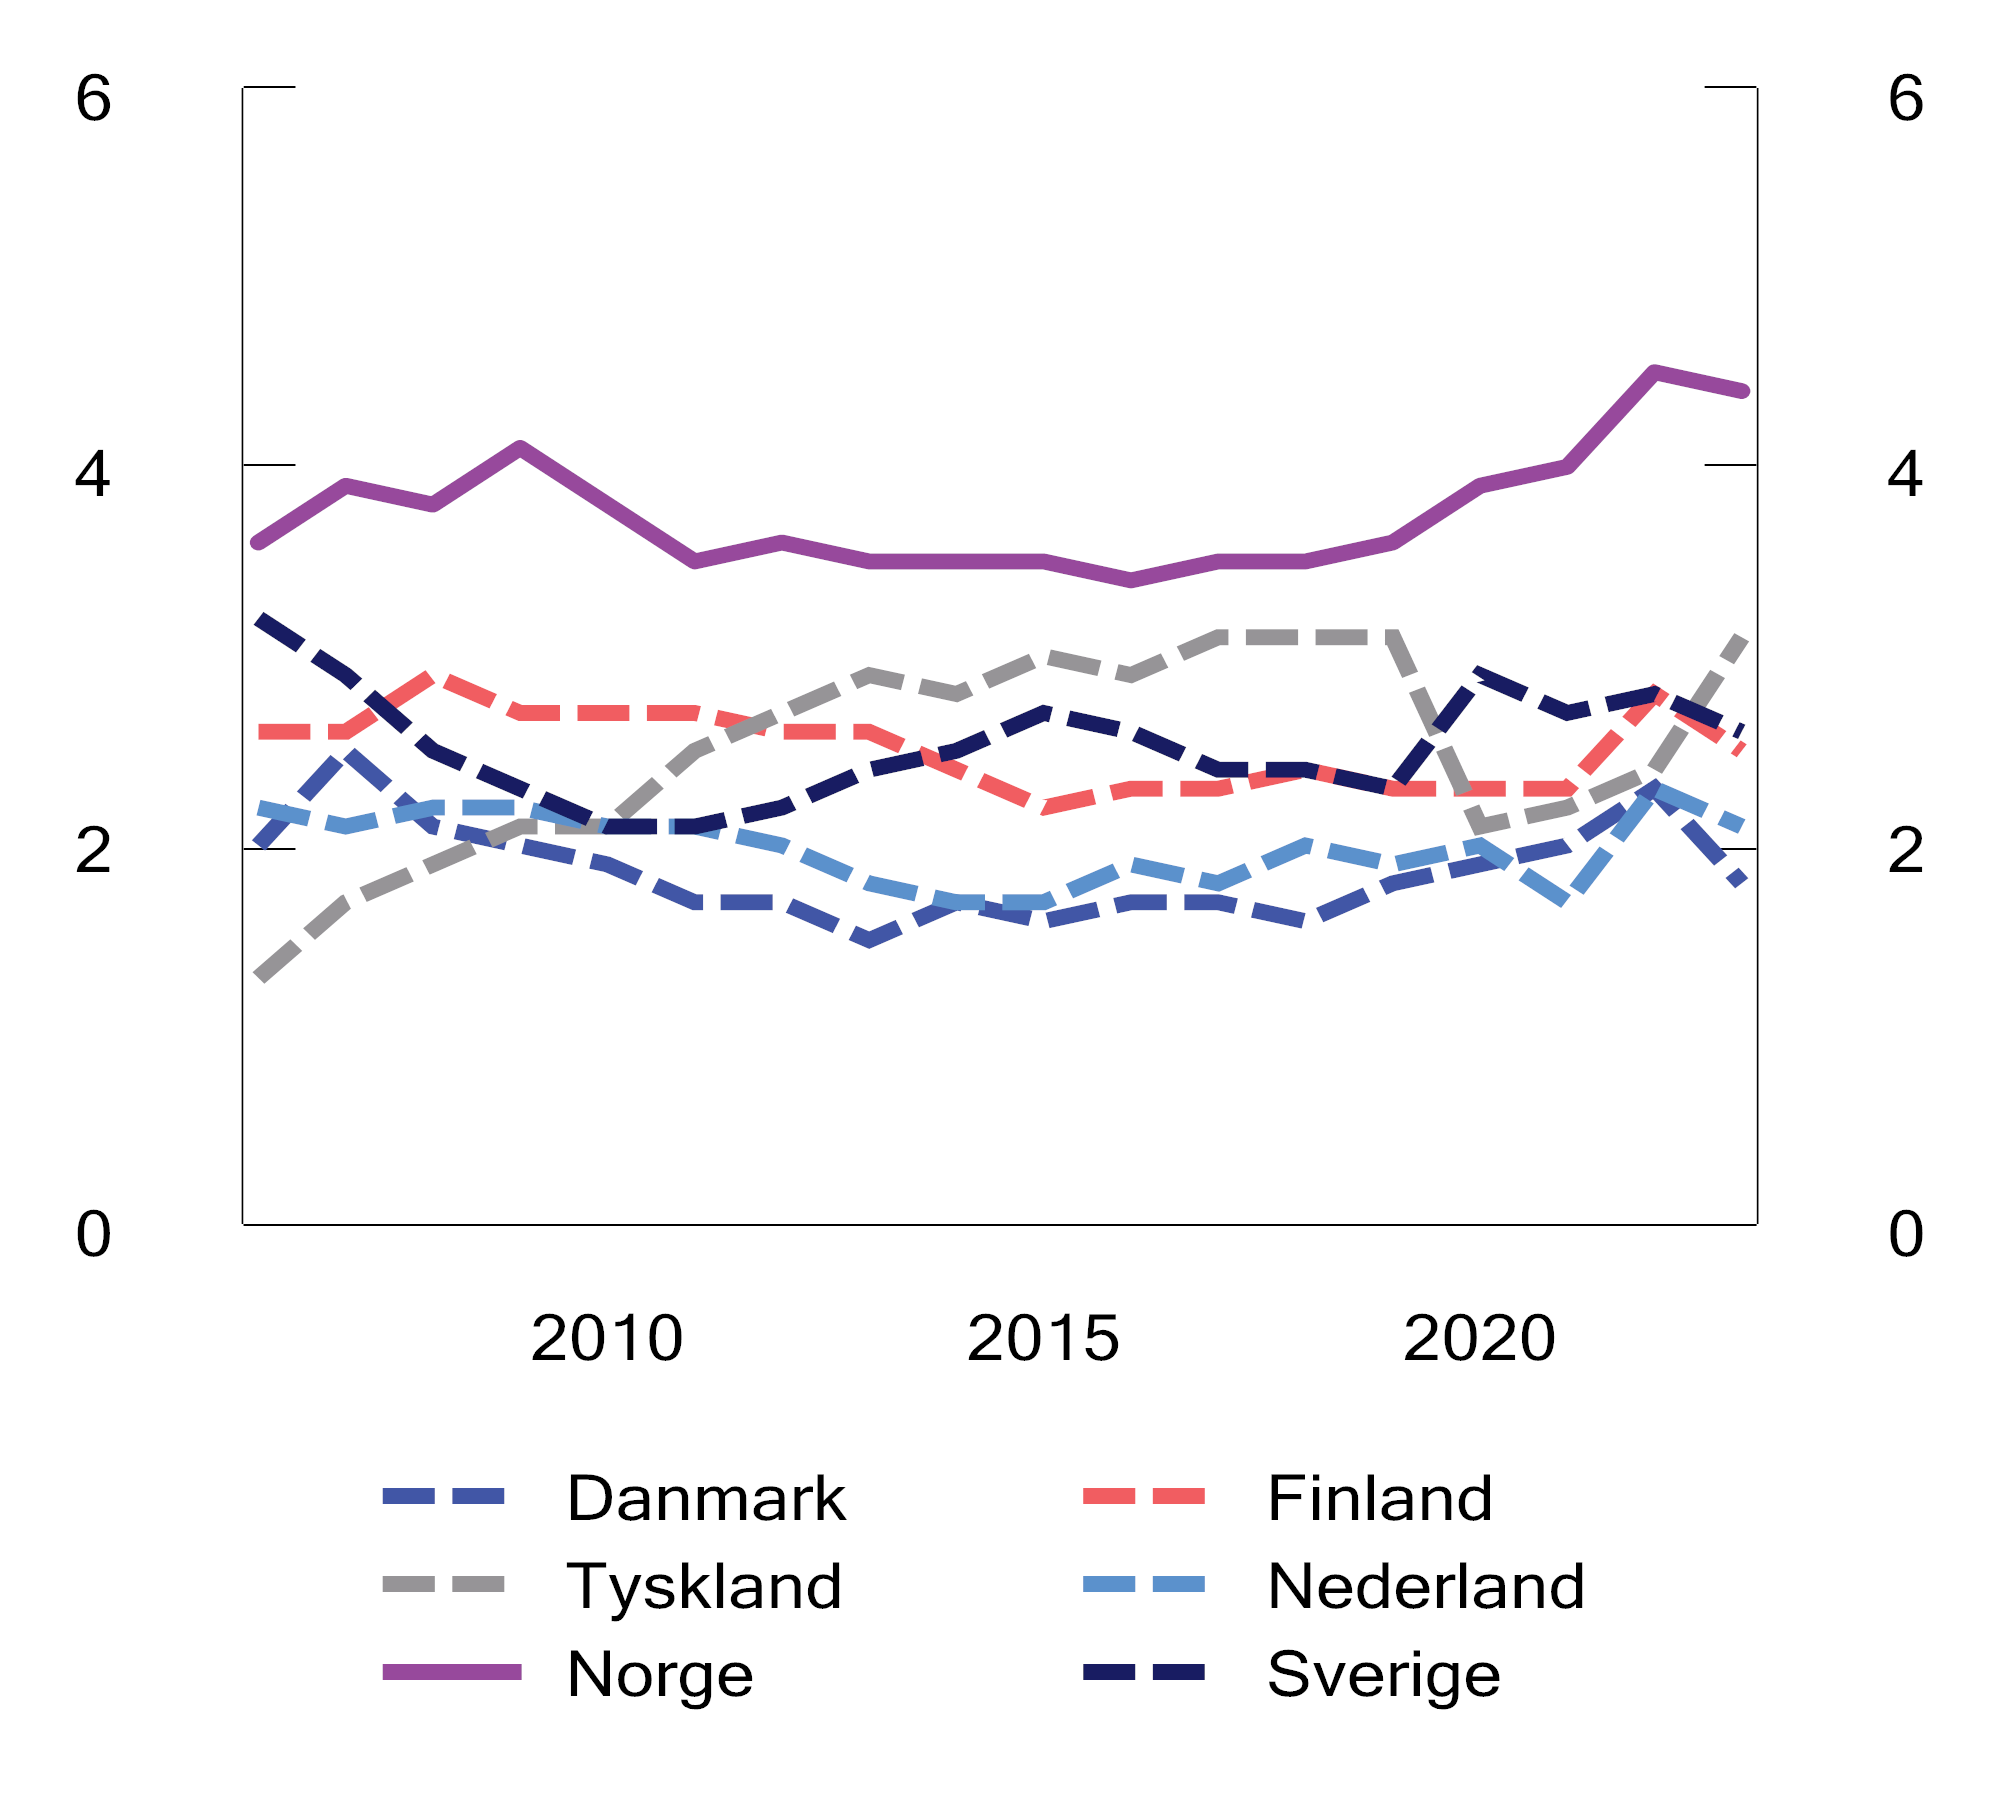 6 6
4 4
2 2
0 0
2010 2015 2020
Danmark Finland
Tyskland Nederland
Norge Sverige